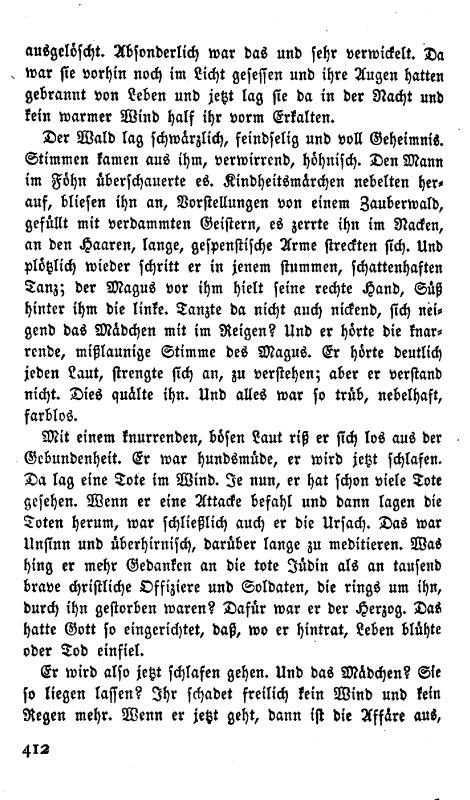 ausgelöscht. Absonderlich war das und sehr verwickelt. Da
war sie vorhin noch im Licht gesessen und ihre Augen hatten
gebrannt von Leben und jetzt lag sie da in der Nacht und
kein warmer Wind half ihr vorm Erkalten.
Der Wald lag schwärzlich, feindselig und voll Geheimnis.
Stimmen kamen aus ihm, verwirrend, höhnisch. Den Mann
im Föhn überschauerte es. Kindheitsmärchen nebelten her-
auf, bliesen ihn an, Vorstellungen von einem Zauberwald,
gefüllt mit verdammten Geistern, es zerrte ihn im Nacken,
an den Haaren, lange, gespenstische Arme streckten sich. Und
plötzlich wieder schritt er in jenem stummen, schattenhaften
Tanz; der Magus vor ihm hielt seine rechte Hand, Süß
hinter ihm die linke. Tanzte da nicht auch nickend, sich nei-
gend das Mädchen mit im Reigen? Und er hörte die knar-
rende, mißlaunige Stimme des Magus. Er hörte deutlich
jeden Laut, strengte sich an, zu verstehen; aber er verstand
nicht. Dies quälte ihn. Und alles war so trüb, nebelhaft,
farblos.
Mit einem knurrenden, bösen Laut riß er sich los aus der
Gebundenheit. Er war hundsmüde, er wird jetzt schlafen.
Da lag eine Tote im Wind. Je nun, er hat schon viele Tote
gesehen. Wenn er eine Attacke befahl und dann lagen die
Toten herum, war schließlich auch er die Ursach. Das war
Unsinn und überhirnisch, darüber lange zu meditieren. Was
hing er mehr Gedanken an die tote Jüdin als an tausend
brave christliche Offiziere und Soldaten, die rings um ihn,
durch ihn gestorben waren? Dafür war er der Herzog. Das
hatte Gott so eingerichtet, daß, wo er hintrat, Leben blühte
oder Tod einfiel.
Er wird also jetzt schlafen gehen. Und das Mädchen? Sie
so liegen lassen? Ihr schadet freilich kein Wind und kein
Regen mehr. Wenn er jetzt geht, dann ist die Affäre aus,
412